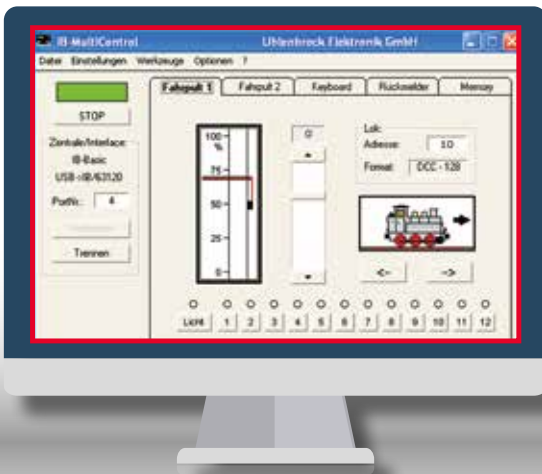 IB-MultiControl Uhlenbrock Elektronik GmbH
Datei Einstellungen Werkzeuge Optionen ?
Fahrpult 1 Fahrpult 2 Keyboard Rückmelder Memory
STOP
Zentrale/Interface:
IB-Basic
USB->IB/63120
PortNr.: 4
Trennen
100
%
75
50
25
0
0
Lok:
Adresse: 10
Format: DCC - 128
<- ->
Licht 1 2 3 4 5 6 7 8 9 10 11 12